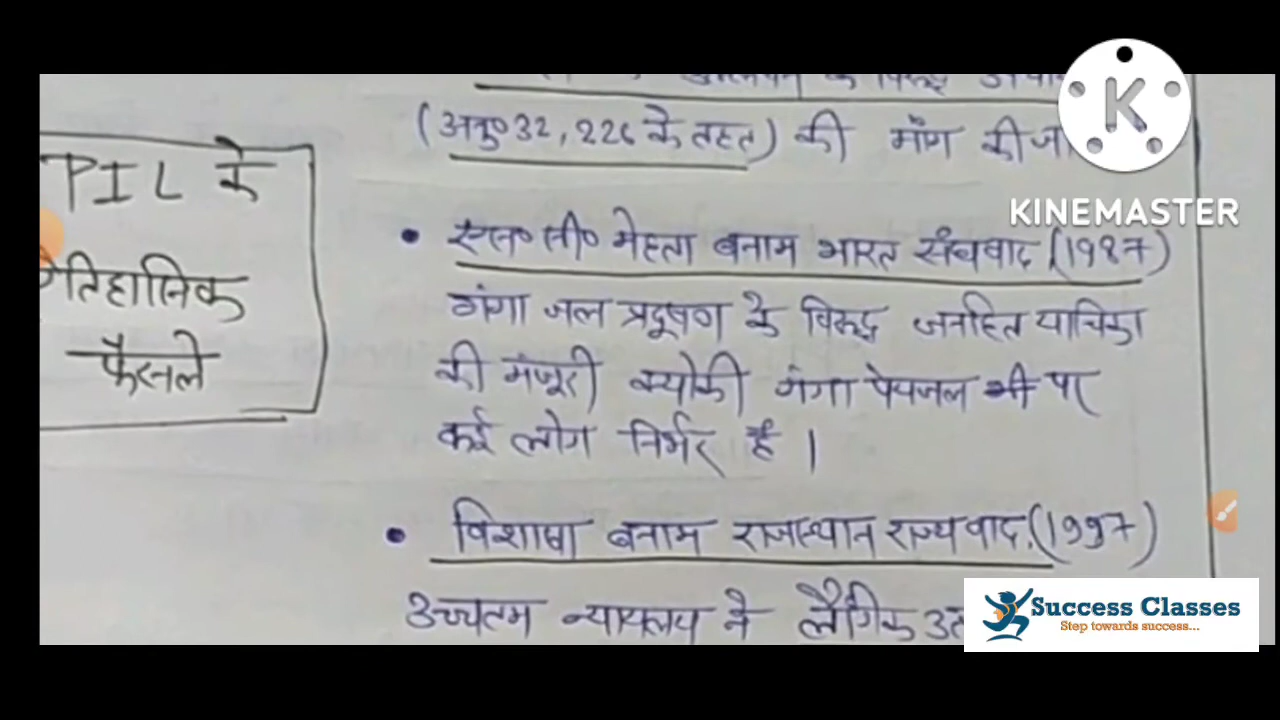 (अनु० 32, 226 के तहत) की माँग की जा
PIL के
ऐतिहासिक
फैसले
• एम० सी० मेहता बनाम भारत संघवाद, (1987)
गंगा जल प्रदूषण के विरुद्ध जनहित याचिका
की मंजूरी क्योकी गंगा पेयजल भी पर
कई लोग निर्भर है ।
• विशाखा बनाम राजस्थान राज्यवाद, (1997)
उच्चतम न्यायलय ने लैंगिक
K
KINEMASTER
Success Classes
Step towards success...